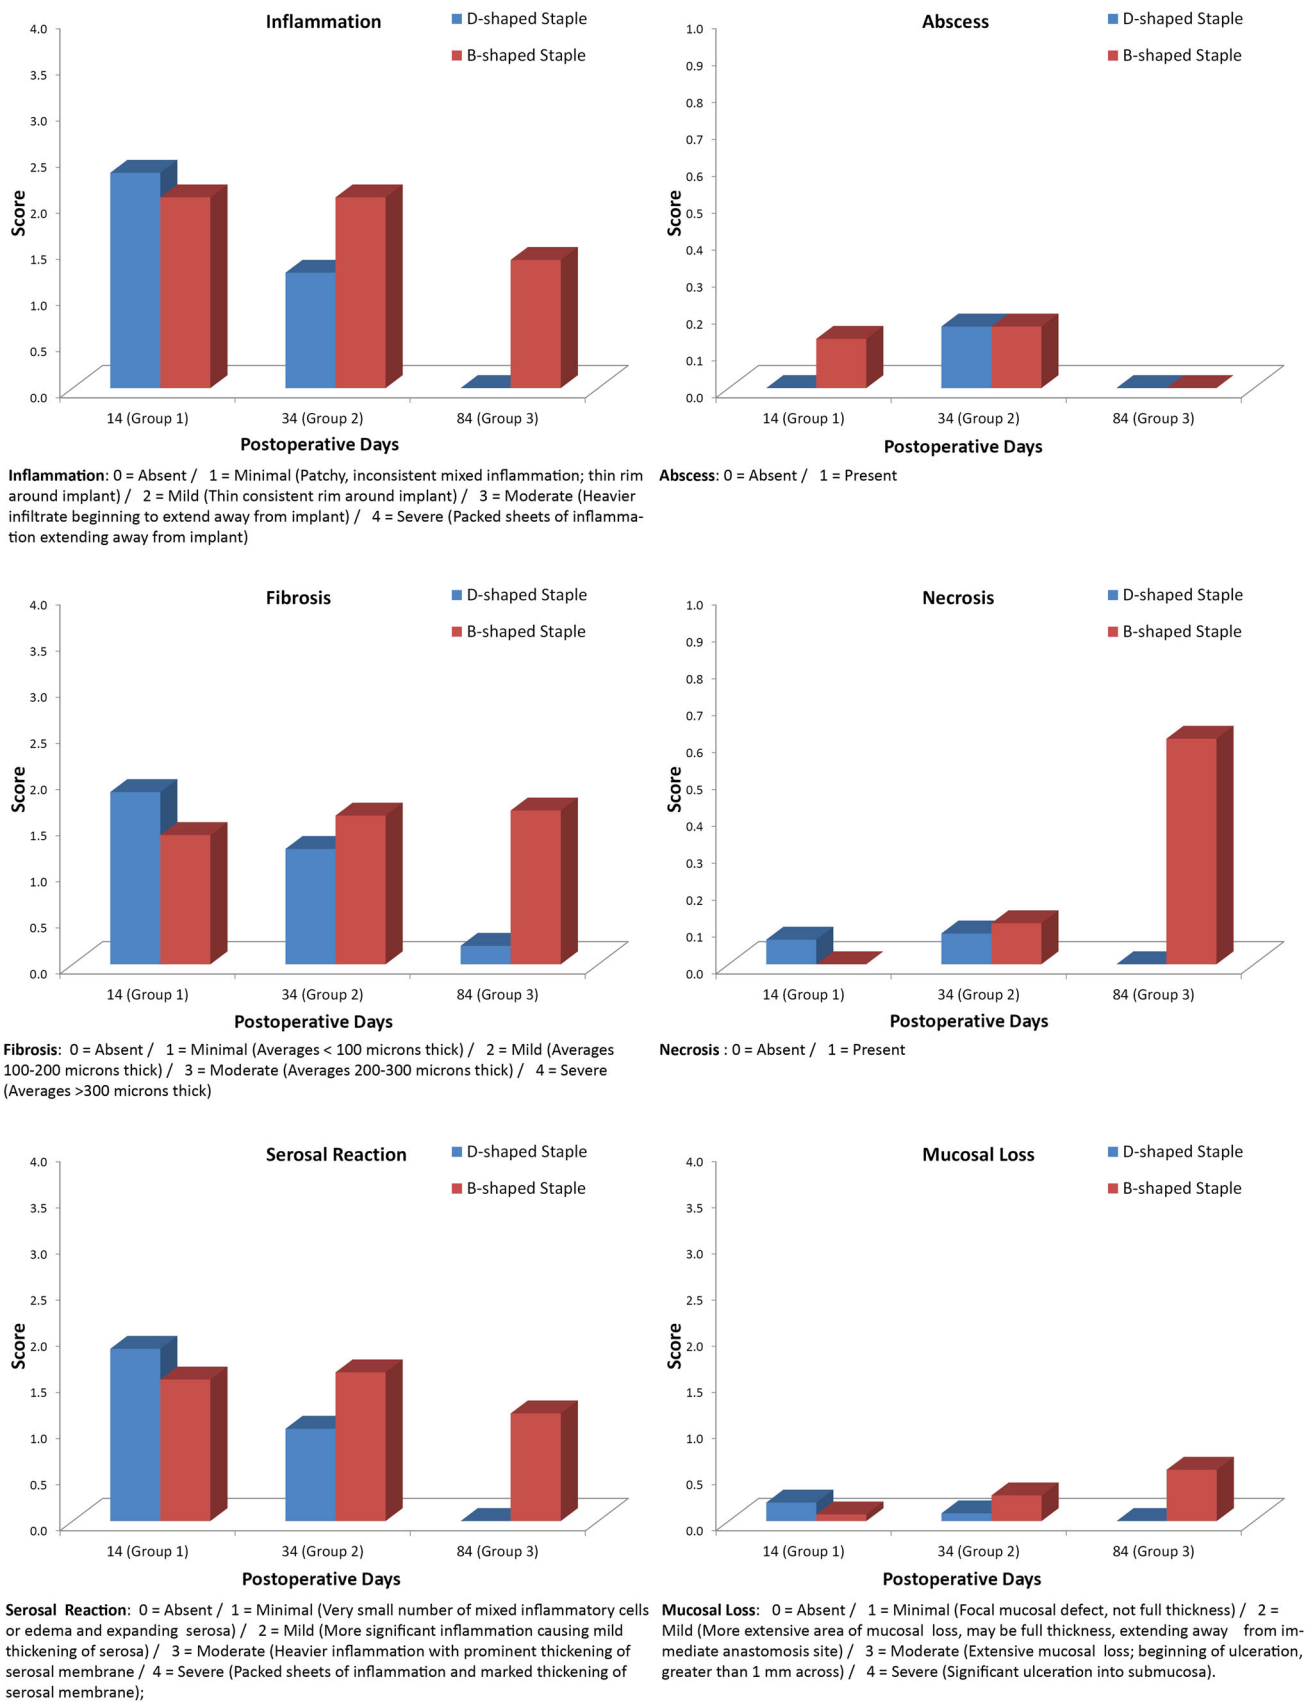 Inflammation
D-shaped Staple
B-shaped Staple
4.0
3.5
3.0
2.5
2.0
1.5
1.0
0.5
0.0
Score
14 (Group 1)
34 (Group 2)
84 (Group 3)
Postoperative Days
Inflammation: 0 = Absent / 1 = Minimal (Patchy, inconsistent mixed inflammation; thin rim
around implant) / 2 = Mild (Thin consistent rim around implant) / 3 = Moderate (Heavier
infiltrate beginning to extend away from implant) / 4 = Severe (Packed sheets of inflamma-
tion extending away from implant)
Abscess
D-shaped Staple
B-shaped Staple
1.0
0.9
0.8
0.7
0.6
0.5
0.4
0.3
0.2
0.1
0.0
Score
14 (Group 1)
34 (Group 2)
84 (Group 3)
Postoperative Days
Abscess: 0 = Absent / 1 = Present
Fibrosis
D-shaped Staple
B-shaped Staple
4.0
3.5
3.0
2.5
2.0
1.5
1.0
0.5
0.0
Score
14 (Group 1)
34 (Group 2)
84 (Group 3)
Postoperative Days
Fibrosis: 0 = Absent / 1 = Minimal (Averages < 100 microns thick) / 2 = Mild (Averages
100-200 microns thick) / 3 = Moderate (Averages 200-300 microns thick) / 4 = Severe
(Averages >300 microns thick)
Necrosis
D-shaped Staple
B-shaped Staple
1.0
0.9
0.8
0.7
0.6
0.5
0.4
0.3
0.2
0.1
0.0
Score
14 (Group 1)
34 (Group 2)
84 (Group 3)
Postoperative Days
Necrosis : 0 = Absent / 1 = Present
Serosal Reaction
D-shaped Staple
B-shaped Staple
4.0
3.5
3.0
2.5
2.0
1.5
1.0
0.5
0.0
Score
14 (Group 1)
34 (Group 2)
84 (Group 3)
Postoperative Days
Serosal Reaction: 0 = Absent / 1 = Minimal (Very small number of mixed inflammatory cells
or edema and expanding serosa) / 2 = Mild (More significant inflammation causing mild
thickening of serosa) / 3 = Moderate (Heavier inflammation with prominent thickening of
serosal membrane / 4 = Severe (Packed sheets of inflammation and marked thickening of
serosal membrane);
Mucosal Loss
D-shaped Staple
B-shaped Staple
4.0
3.5
3.0
2.5
2.0
1.5
1.0
0.5
0.0
Score
14 (Group 1)
34 (Group 2)
84 (Group 3)
Postoperative Days
Mucosal Loss: 0 = Absent / 1 = Minimal (Focal mucosal defect, not full thickness) / 2 =
Mild (More extensive area of mucosal loss, may be full thickness, extending away from im-
mediate anastomosis site) / 3 = Moderate (Extensive mucosal loss; beginning of ulceration,
greater than 1 mm across) / 4 = Severe (Significant ulceration into submucosa).